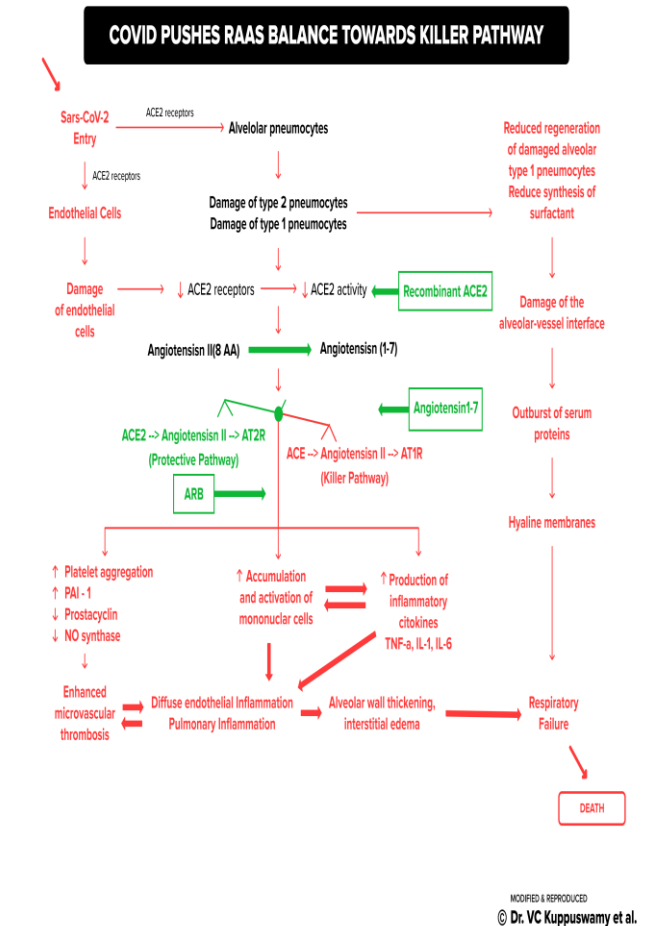 COVID PUSHES RAAS BALANCE TOWARDS KILLER PATHWAY
Sars-CoV-2
Entry
ACE2 receptors
Alvelolar pneumocytes
ACE2 receptors
Endothelial Cells
Damage of type 2 pneumocytes
Damage of type 1 pneumocytes
Reduced regeneration
of damaged alveolar
type 1 pneumocytes
Reduce synthesis of
surfactant
Damage
of endothelial
cells
↓ ACE2 receptors
↓ ACE2 activity
Recombinant ACE2
Damage of the
alveolar-vessel interface
Angiotensisn II(8 AA)
Angiotensisn (1-7)
Angiotensin1-7
Outburst of serum
proteins
ACE2 --> Angiotensisn II --> AT2R
(Protective Pathway)
ACE --> Angiotensisn II --> AT1R
(Killer Pathway)
ARB
Hyaline membranes
↑ Platelet aggregation
↑ PAI - 1
↓ Prostacyclin
↓ NO synthase
↑ Accumulation
and activation of
mononuclar cells
↑ Production of
inflammatory
citokines
TNF-a, IL-1, IL-6
Enhanced
microvascular
thrombosis
Diffuse endothelial Inflammation
Pulmonary Inflammation
Alveolar wall thickening,
interstitial edema
Respiratory
Failure
DEATH
MODIFIED & REPRODUCED
© Dr. VC Kuppuswamy et al.